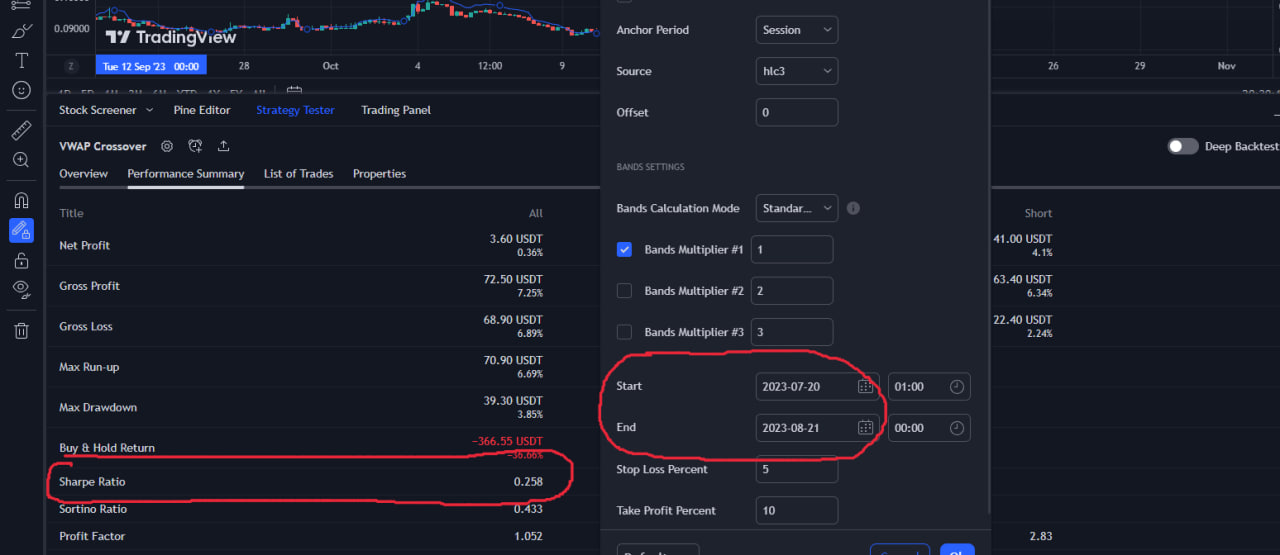 0.09000
TradingView
Z
Tue 12 Sep '23 00:00
28
Oct
4
12:00
9
26
29
Nov
Stock Screener
Pine Editor
Strategy Tester
Trading Panel
VWAP Crossover
Deep Backtest
Overview
Performance Summary
List of Trades
Properties
Title
All
Short
Net Profit
3.60 USDT
0.36%
41.00 USDT
4.1%
Gross Profit
72.50 USDT
7.25%
63.40 USDT
6.34%
Gross Loss
68.90 USDT
6.89%
22.40 USDT
2.24%
Max Run-up
70.90 USDT
6.69%
Max Drawdown
39.30 USDT
3.85%
Buy & Hold Return
−366.55 USDT
−36.66%
Sharpe Ratio
0.258
Sortino Ratio
0.433
Profit Factor
1.052
2.83
Anchor Period
Session
Source
hlc3
Offset
0
BANDS SETTINGS
Bands Calculation Mode
Standar...
Bands Multiplier #1
1
Bands Multiplier #2
2
Bands Multiplier #3
3
Start
2023-07-20
01:00
End
2023-08-21
00:00
Stop Loss Percent
5
Take Profit Percent
10